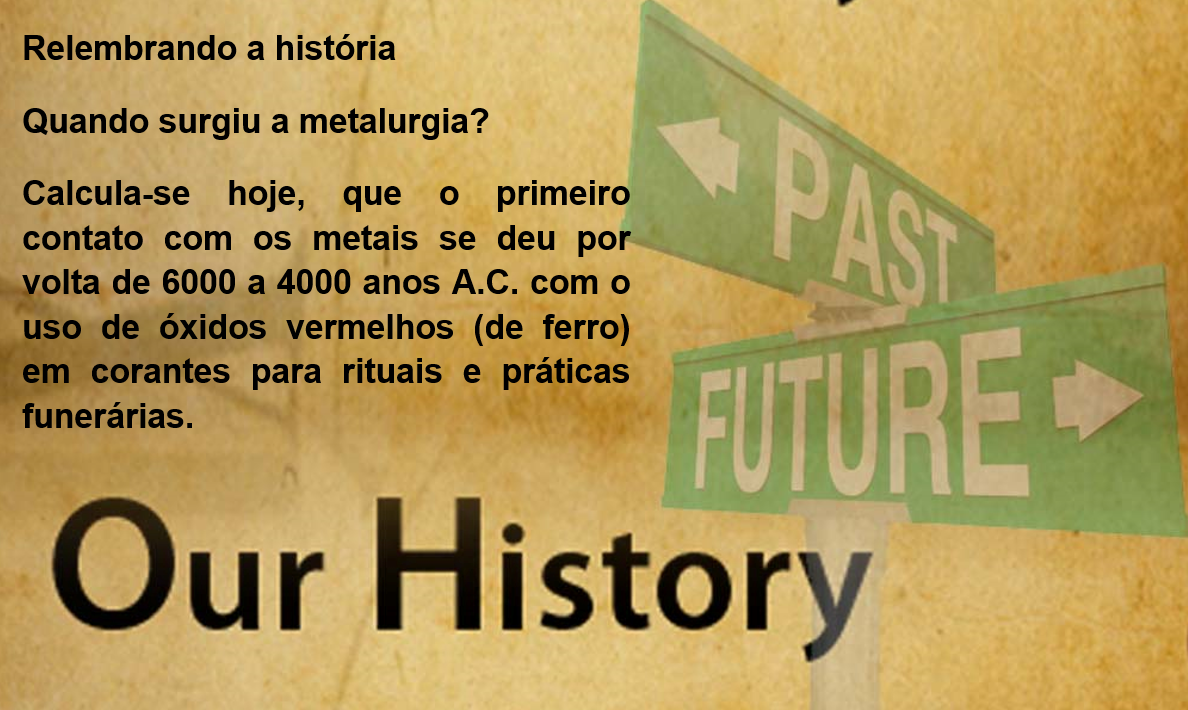 Relembrando a história
Quando surgiu a metalurgia?
Calcula-se hoje, que o primeiro
contato com os metais se deu por
volta de 6000 a 4000 anos A.C. com o
uso de óxidos vermelhos (de ferro)
em corantes para rituais e práticas
funerárias.
PAST
FUTURE
Our History